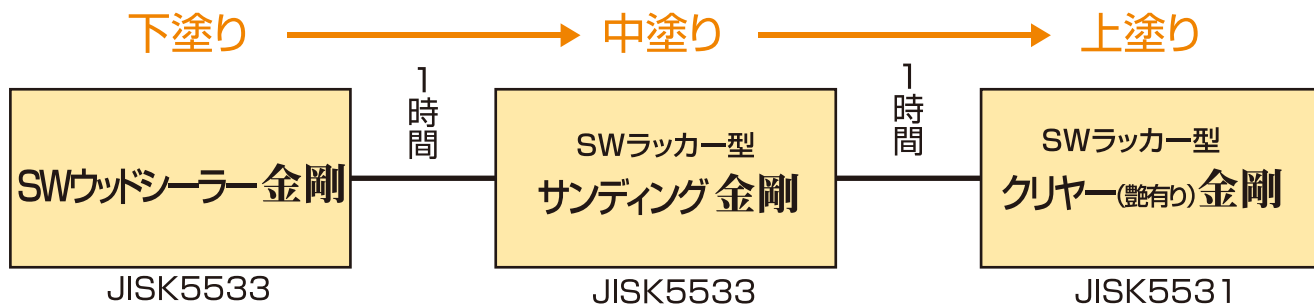 下塗り
中塗り
上塗り
1時間
1時間
SWウッドシーラー金剛
SWラッカー型
サンディング金剛
SWラッカー型
クリヤー(艶有り)金剛
JISK5533
JISK5533
JISK5531